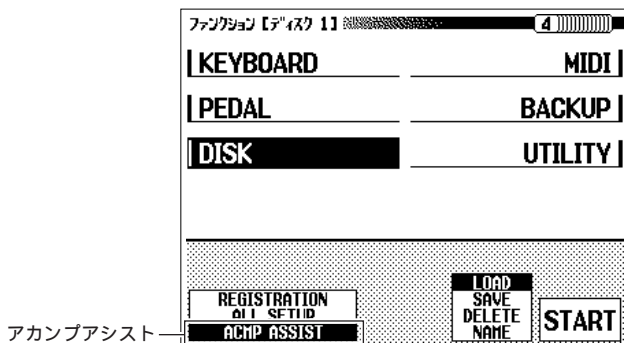 ファンクション [ディスク 1]
4
KEYBOARD
MIDI
PEDAL
BACKUP
DISK
UTILITY
REGISTRATION
ALL SETUP
ACMP ASSIST
LOAD
SAVE
DELETE
NAME
START
アカンプアシスト